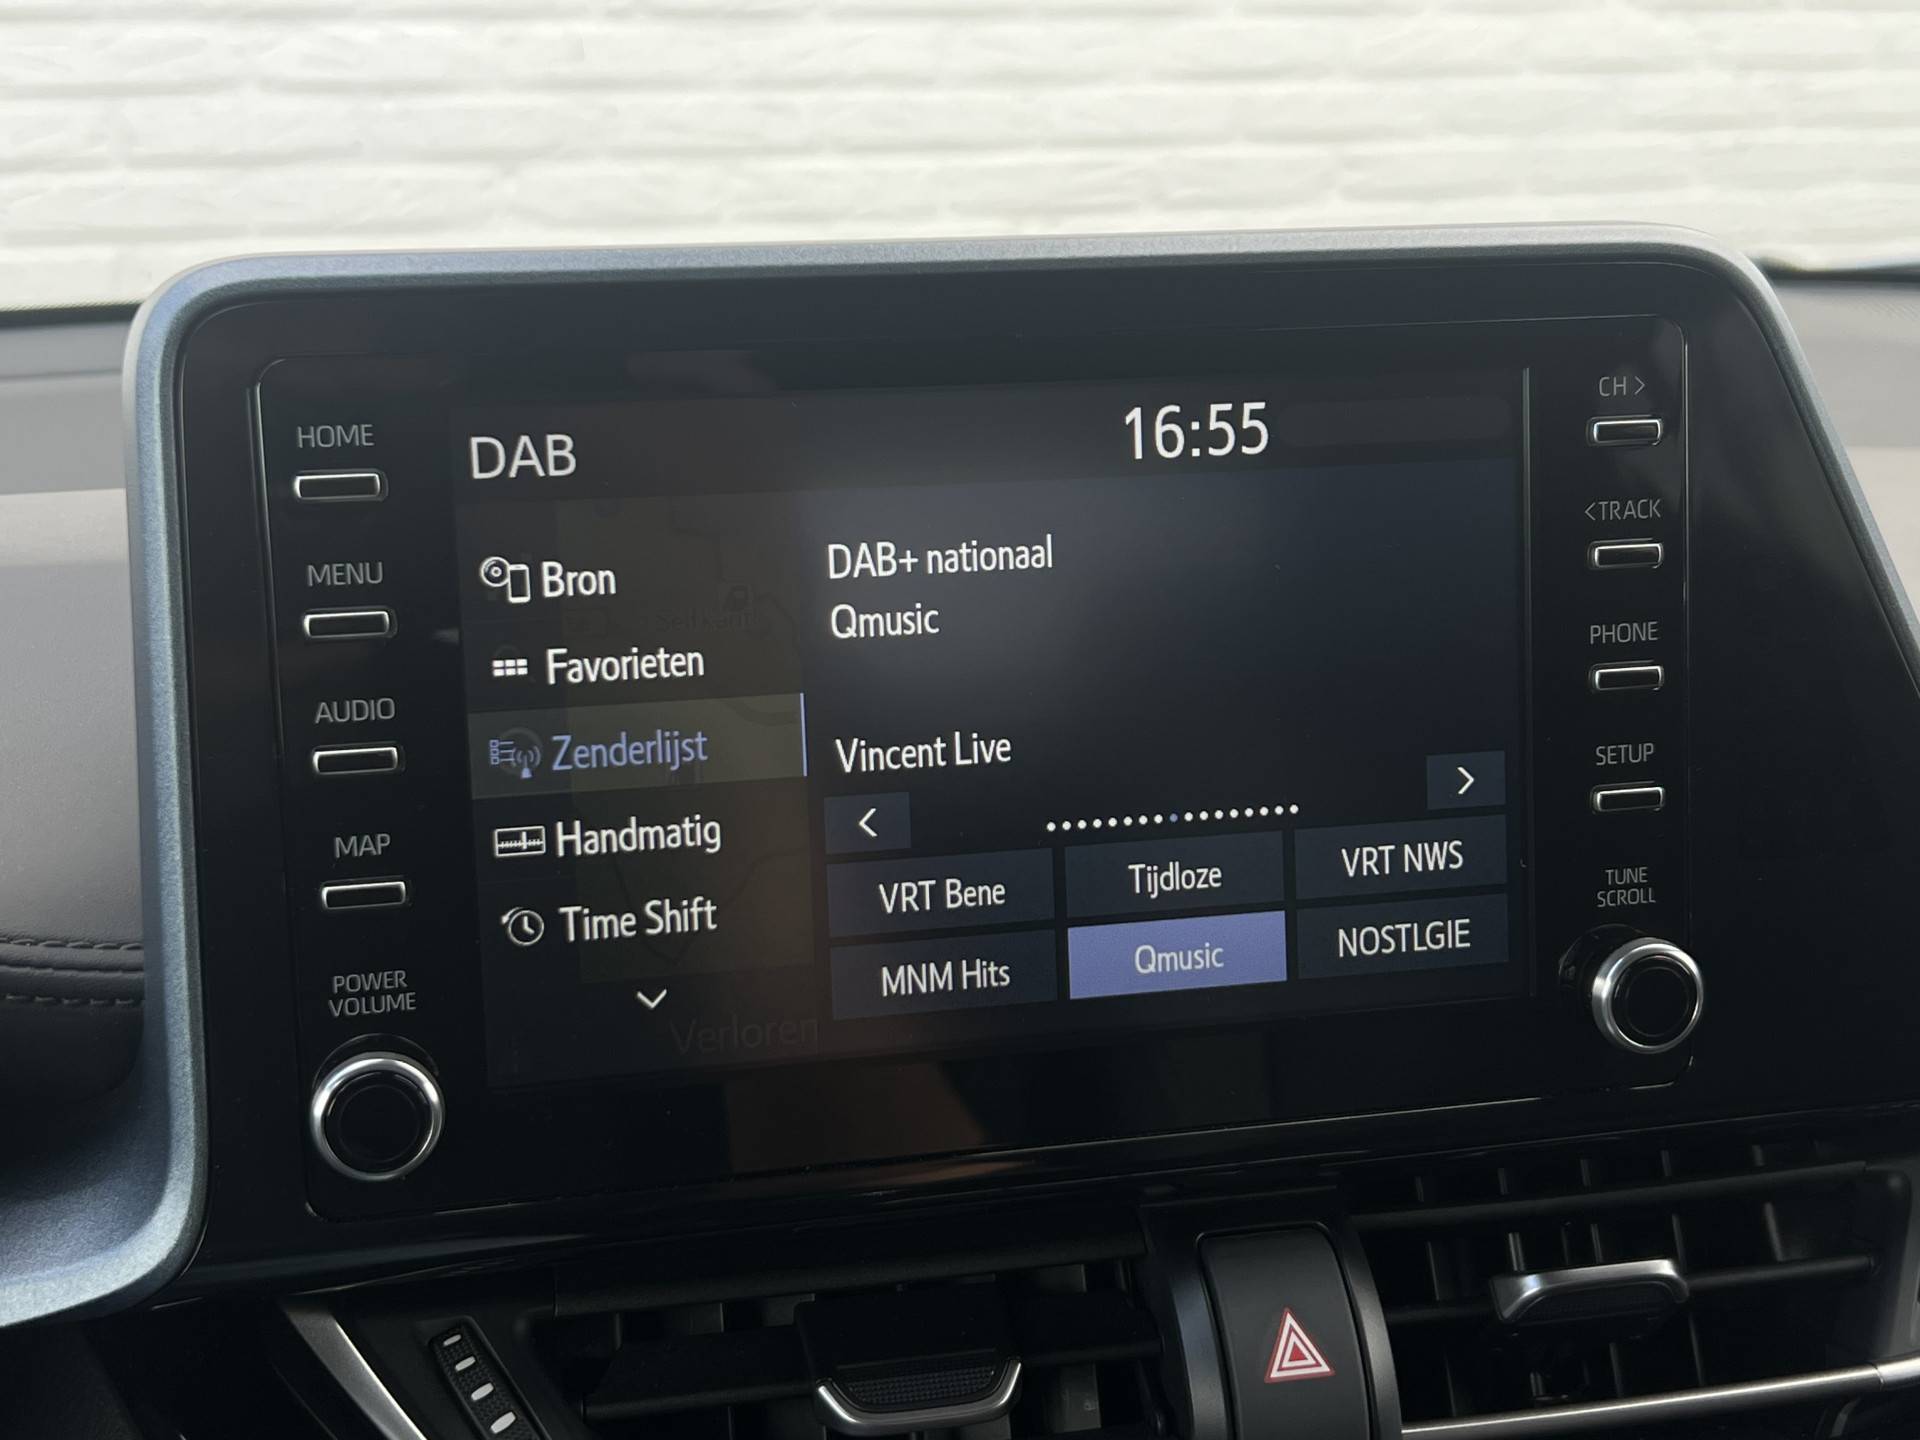 HOME
MENU
AUDIO
MAP
POWER
VOLUME
DAB
16:55
Bron
Favorieten
Zenderlijst
Handmatig
Time Shift
DAB+ nationaal
Qmusic
Vincent Live
VRT Bene
Tijdloze
VRT NWS
MNM Hits
Qmusic
NOSTLGIE
Verloren
CH >
<TRACK
PHONE
SETUP
TUNE
SCROLL